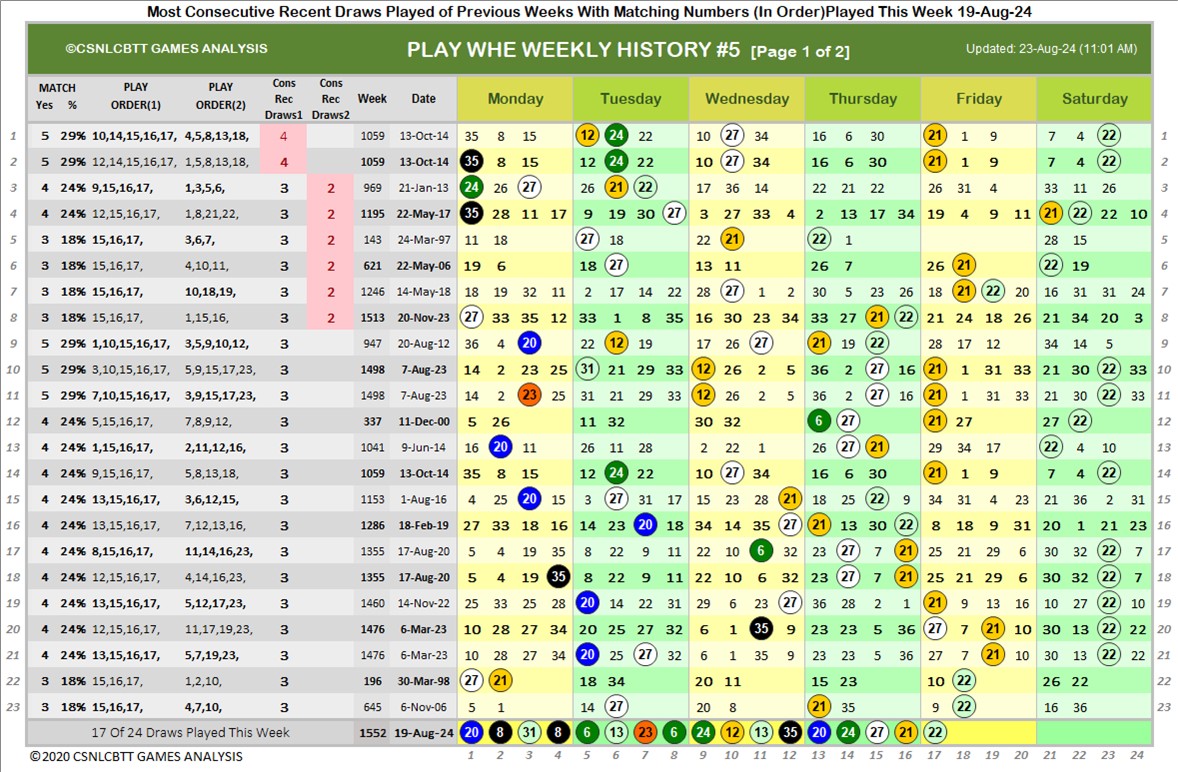 Most Consecutive Recent Draws Played of Previous Weeks With Matching Numbers (In Order)Played This Week 19-Aug-24
©CSNLCBTT GAMES ANALYSIS PLAY WHE WEEKLY HISTORY #5 [Page 1 of 2] Updated: 23-Aug-24 (11:01 AM)
MATCH PLAY PLAY Cons Cons
Yes % ORDER(1) ORDER(2) Rec Rec Week Date Monday Tuesday Wednesday Thursday Friday Saturday
Draws1 Draws2
1 5 29% 10,14,15,16,17, 4,5,8,13,18, 4 1059 13-Oct-14 35 8 15 12 24 22 10 27 34 16 6 30 21 1 9 7 4 22 1
2 5 29% 12,14,15,16,17, 1,5,8,13,18, 4 1059 13-Oct-14 35 8 15 12 24 22 10 27 34 16 6 30 21 1 9 7 4 22 2
3 4 24% 9,15,16,17, 1,3,5,6, 3 2 969 21-Jan-13 24 26 27 26 21 22 17 36 14 22 21 22 26 31 4 33 11 26 3
4 4 24% 12,15,16,17, 1,8,21,22, 3 2 1195 22-May-17 35 28 11 17 9 19 30 27 3 27 33 4 2 13 17 34 19 4 9 11 21 22 22 10 4
5 3 18% 15,16,17, 3,6,7, 3 2 143 24-Mar-97 11 18 27 18 22 21 22 1 28 15 5
6 3 18% 15,16,17, 4,10,11, 3 2 621 22-May-06 19 6 18 27 13 11 26 7 26 21 22 19 6
7 3 18% 15,16,17, 10,18,19, 3 2 1246 14-May-18 18 19 32 11 2 17 14 22 28 27 1 2 30 5 23 26 18 21 22 20 16 31 31 24 7
8 3 18% 15,16,17, 1,15,16, 3 2 1513 20-Nov-23 27 33 35 12 33 1 8 35 16 30 23 34 33 27 21 22 21 24 18 26 21 34 20 3 8
9 5 29% 1,10,15,16,17, 3,5,9,10,12, 3 947 20-Aug-12 36 4 20 22 12 19 17 26 27 21 19 22 28 17 12 34 14 5 9
10 5 29% 3,10,15,16,17, 5,9,15,17,23, 3 1498 7-Aug-23 14 2 23 25 31 21 29 33 12 26 2 5 36 2 27 16 21 1 31 33 21 30 22 33 10
11 5 29% 7,10,15,16,17, 3,9,15,17,23, 3 1498 7-Aug-23 14 2 23 25 31 21 29 33 12 26 2 5 36 2 27 16 21 1 31 33 21 30 22 33 11
12 4 24% 5,15,16,17, 7,8,9,12, 3 337 11-Dec-00 5 26 11 32 30 32 6 27 21 27 27 22 12
13 4 24% 1,15,16,17, 2,11,12,16, 3 1041 9-Jun-14 16 20 11 26 11 28 2 22 1 26 27 21 29 34 17 22 4 10 13
14 4 24% 9,15,16,17, 5,8,13,18, 3 1059 13-Oct-14 35 8 15 12 24 22 10 27 34 16 6 30 21 1 9 7 4 22 14
15 4 24% 13,15,16,17, 3,6,12,15, 3 1153 1-Aug-16 4 25 20 15 3 27 31 17 15 23 28 21 18 25 22 9 34 35 4 23 21 36 2 31 15
16 4 24% 13,15,16,17, 7,12,13,16, 3 1286 18-Feb-19 27 33 18 16 14 23 20 18 34 14 35 27 21 13 30 22 8 18 9 31 20 1 21 23 16
17 4 24% 8,15,16,17, 11,14,16,23, 3 1355 17-Aug-20 5 4 19 35 8 22 9 11 22 10 6 32 23 27 7 21 25 21 29 6 30 32 22 7 17
18 4 24% 12,15,16,17, 4,14,16,23, 3 1355 17-Aug-20 5 4 19 35 8 22 9 11 22 10 6 32 23 27 7 21 25 21 29 6 30 32 22 7 18
19 4 24% 13,15,16,17, 5,12,17,23, 3 1460 14-Nov-22 25 33 25 28 20 14 22 31 29 6 23 27 36 28 2 1 21 9 13 16 10 27 22 10 19
20 4 24% 12,15,16,17, 11,17,19,23, 3 1476 6-Mar-23 10 28 27 34 20 25 27 32 6 1 35 9 23 23 5 36 27 7 21 10 30 13 22 22 20
21 4 24% 13,15,16,17, 5,7,19,23, 3 1476 6-Mar-23 10 28 27 34 20 25 27 32 6 1 35 9 23 23 5 36 27 7 21 10 30 13 22 22 21
22 3 18% 15,16,17, 1,2,10, 3 196 30-Mar-98 27 21 18 34 20 11 15 23 10 22 26 22 22
23 3 18% 15,16,17, 4,7,10, 3 645 6-Nov-06 5 1 14 27 20 8 21 35 9 22 16 36 23
17 Of 24 Draws Played This Week 1552 19-Aug-24 20 8 31 8 6 13 23 6 24 12 13 35 20 24 27 21 22
©2020 CSNLCBTT GAMES ANALYSIS 1 2 3 4 5 6 7 8 9 10 11 12 13 14 15 16 17 18 19 20 21 22 23 24